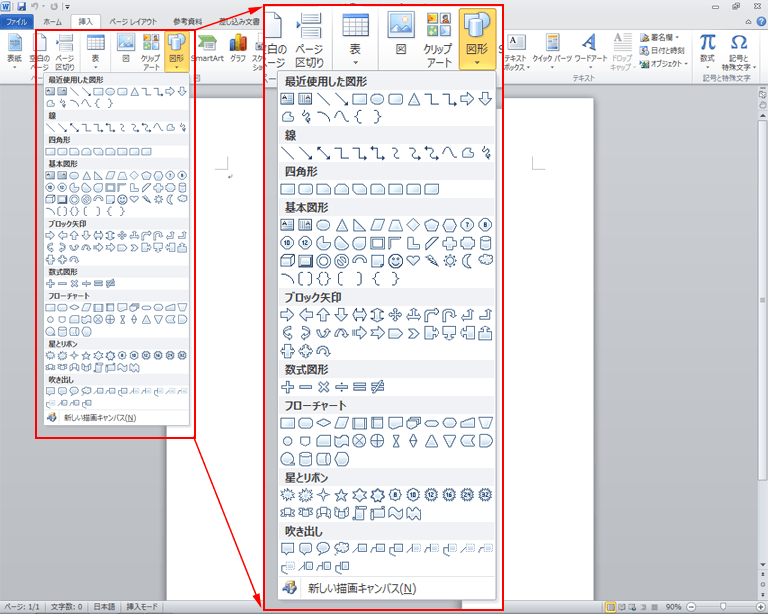 ファイル ホーム 挿入 ページ レイアウト 参考資料 差し込み文書
表紙 空白の ページ 表 図 クリップ 図形 SmartArt グラフ
ページ 区切り アート
空白の ページ 表 図 クリップ 図形
ページ 区切り アート
テキスト クイック パーツ ワードアート ドロップ 署名欄 数式 記号と
ボックス キャップ 日付と時刻 特殊文字
オブジェクト
テキスト 記号と特殊文字
最近使用した図形
線
四角形
基本図形
ブロック矢印
数式図形
フローチャート
星とリボン
吹き出し
新しい描画キャンバス(N)
最近使用した図形
線
四角形
基本図形
ブロック矢印
数式図形
フローチャート
星とリボン
吹き出し
新しい描画キャンバス(N)
ページ: 1/1 文字数: 0 日本語 挿入モード 90%